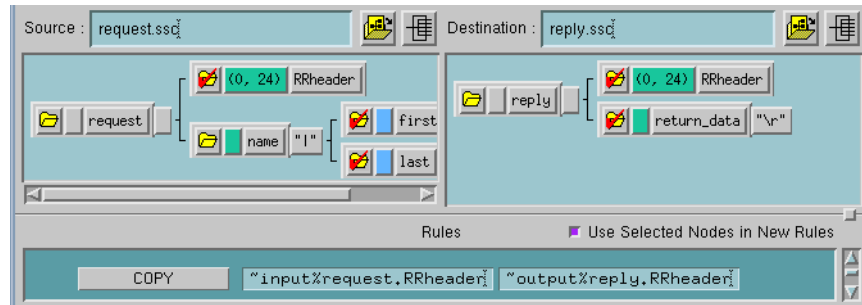 Source : request.ssc
Destination : reply.ssc
(0, 24) RRheader
request
name "|"
first
last
(0, 24) RRheader
reply
return_data "\r"
Rules
Use Selected Nodes in New Rules
COPY ~input%request.RRheader ~output%reply.RRheader